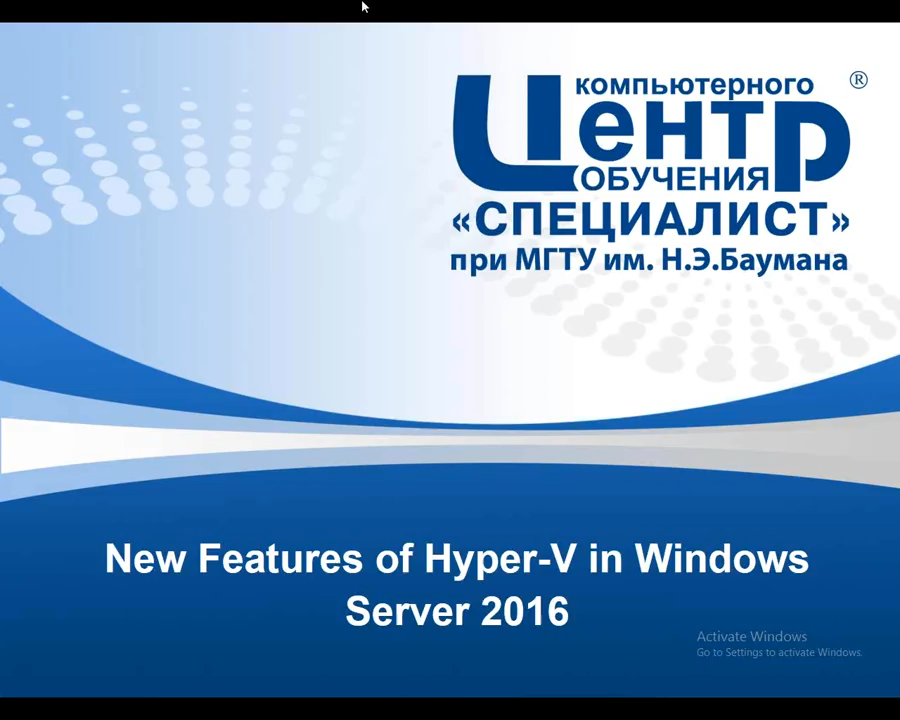 компьютерного ®
Центр
ОБУЧЕНИЯ
«СПЕЦИАЛИСТ»
при МГТУ им. Н.Э.Баумана
New Features of Hyper-V in Windows
Server 2016
Activate Windows
Go to Settings to activate Windows.